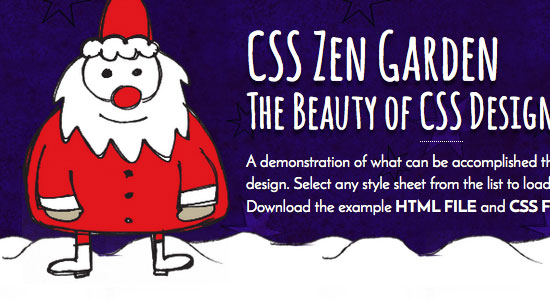 CSS Zen Garden
The Beauty of CSS Design
A demonstration of what can be accomplished
design. Select any style sheet from the list to load
Download the example HTML FILE and CSS